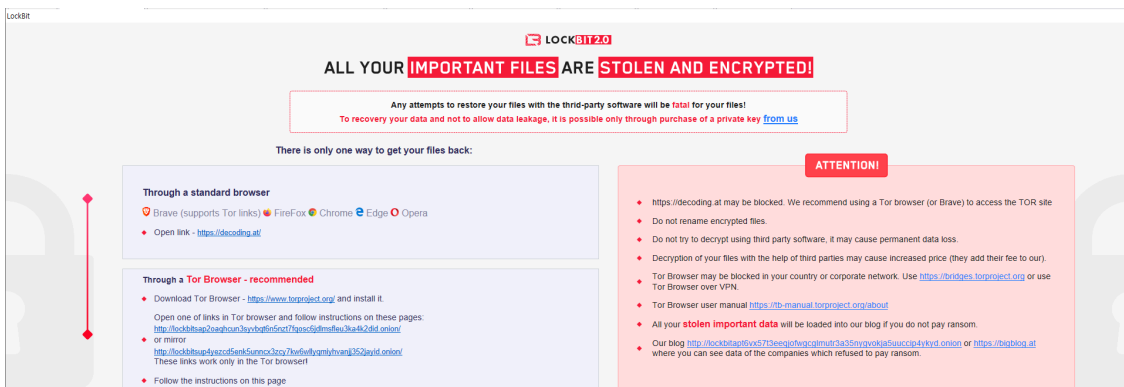 LockBit
LOCKBIT 2.0
ALL YOUR IMPORTANT FILES ARE STOLEN AND ENCRYPTED!
Any attempts to restore your files with the thrid-party software will be fatal for your files!
To recovery your data and not to allow data leakage, it is possible only through purchase of a private key from us
There is only one way to get your files back:
Through a standard browser
Brave (supports Tor links) FireFox Chrome Edge Opera
Open link - https://decoding.at/
Through a Tor Browser - recommended
Download Tor Browser - https://www.torproject.org/ and install it.
Open one of links in Tor browser and follow instructions on these pages:
http://lockbitsap2oaqhcun3syvbqt6n5nzt7fqosc6jdlmsfleu3ka4k2did.onion/
or mirror
http://lockbitsup4yezcd5enk5unncx3zcy7kw6wllyqmiyhvanjj352jayid.onion/
These links work only in the Tor browser!
Follow the instructions on this page
ATTENTION!
https://decoding.at may be blocked. We recommend using a Tor browser (or Brave) to access the TOR site
Do not rename encrypted files.
Do not try to decrypt using third party software, it may cause permanent data loss.
Decryption of your files with the help of third parties may cause increased price (they add their fee to our).
Tor Browser may be blocked in your country or corporate network. Use https://bridges.torproject.org or use
Tor Browser over VPN.
Tor Browser user manual https://tb-manual.torproject.org/about
All your stolen important data will be loaded into our blog if you do not pay ransom.
Our blog http://lockbitapt6vx57t3eeqjofwgcglmutr3a35nygvokja5uuccip4ykyd.onion or https://bigblog.at
where you can see data of the companies which refused to pay ransom.